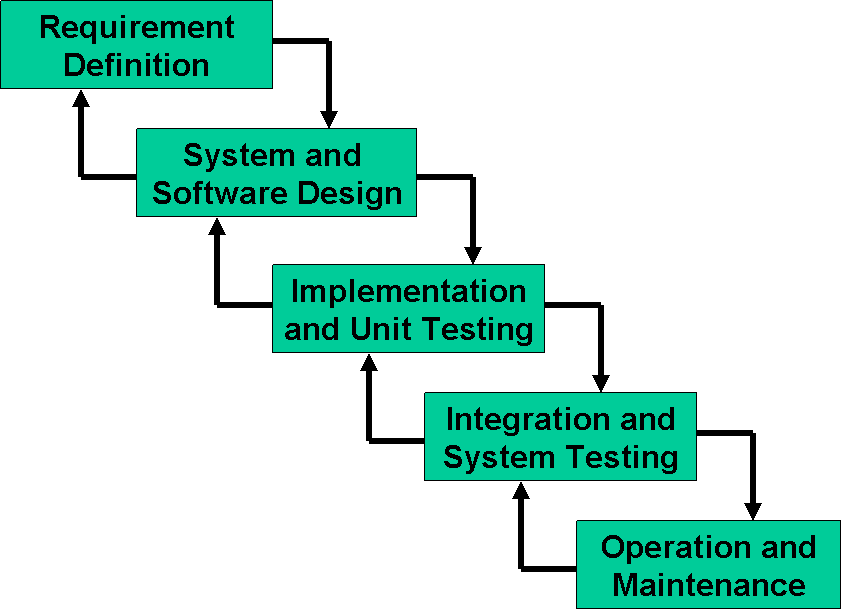 Requirement
Definition
System and
Software Design
Implementation
and Unit Testing
Integration and
System Testing
Operation and
Maintenance